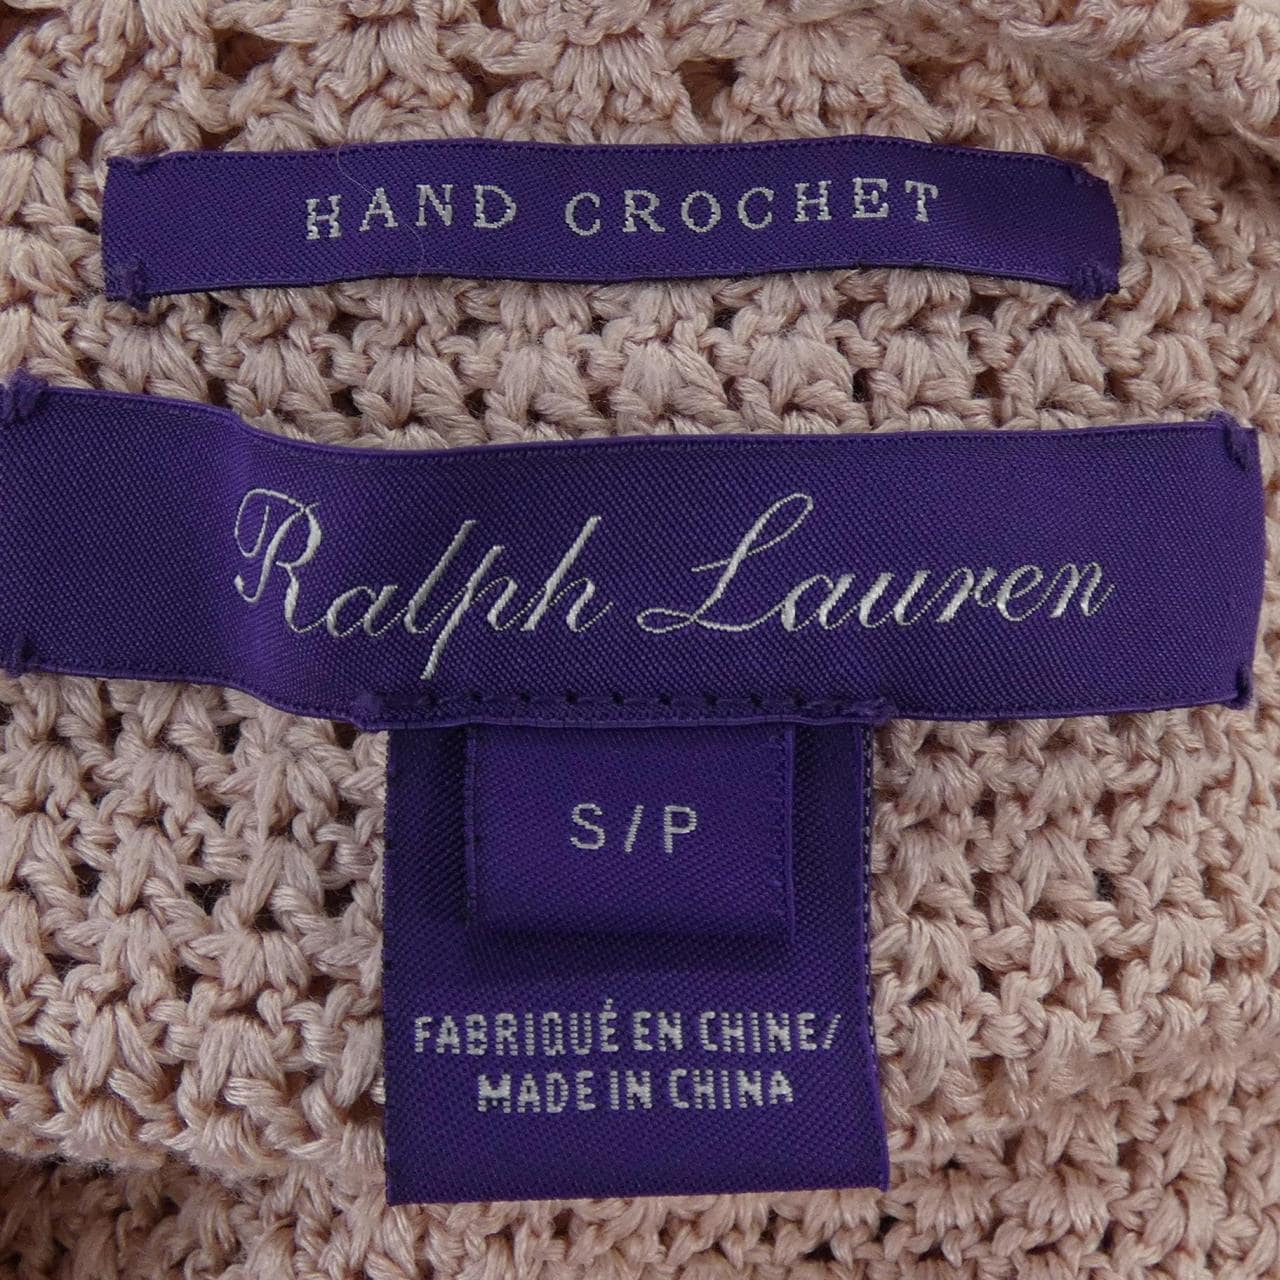 HAND CROCHET
Ralph Lauren
S/P
FABRIQUÉ EN CHINE/
MADE IN CHINA